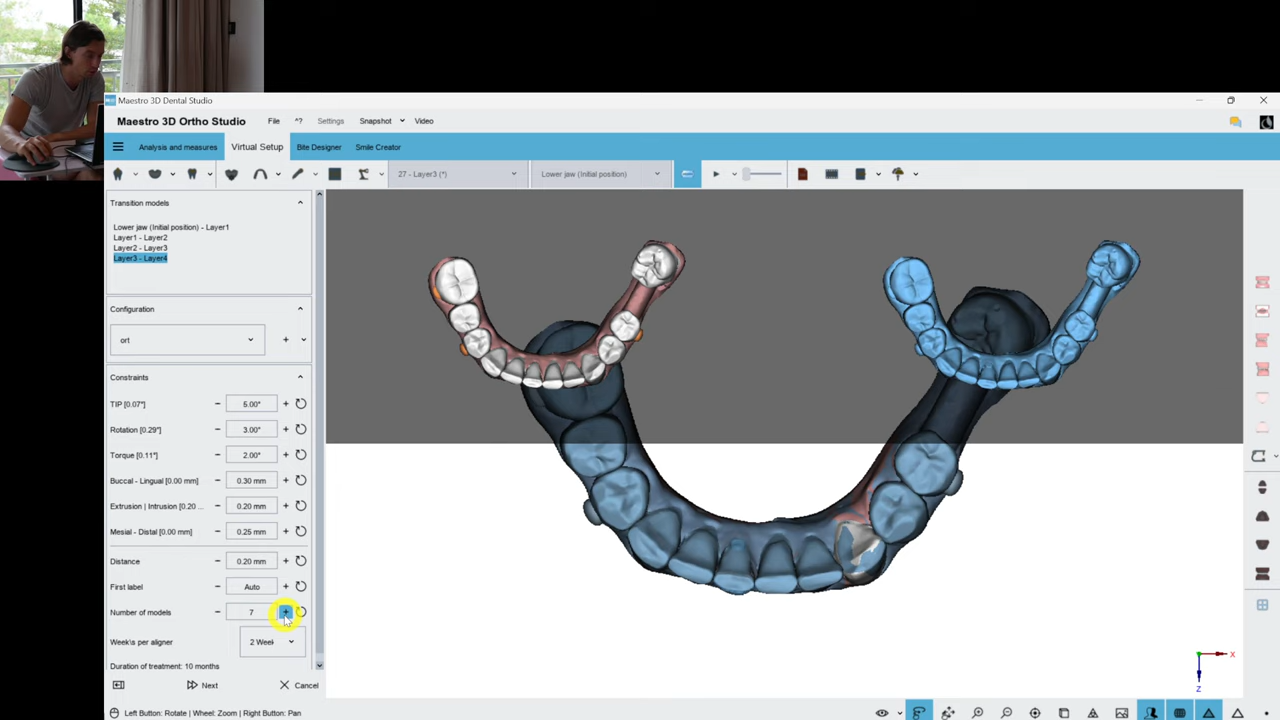 Maestro 3D Dental Studio
Maestro 3D Ortho Studio File ^? Settings Snapshot Video
Analysis and measures Virtual Setup Bite Designer Smile Creator
27 - Layer3 (*) Lower jaw (Initial position)
Transition models
Lower jaw (Initial position) - Layer1
Layer1 - Layer2
Layer2 - Layer3
Layer3 - Layer4
Configuration
ort
Constraints
TIP [0.07°] - 5.00° +
Rotation [0.29°] - 3.00° +
Torque [0.11°] - 2.00° +
Buccal - Lingual [0.00 mm] - 0.30 mm +
Extrusion | Intrusion [0.20 ... - 0.20 mm +
Mesial - Distal [0.00 mm] - 0.25 mm +
Distance - 0.20 mm +
First label - Auto +
Number of models - 7 +
Week\s per aligner 2 Week
Duration of treatment: 10 months
Next Cancel
Left Button: Rotate | Wheel: Zoom | Right Button: Pan
X
Z